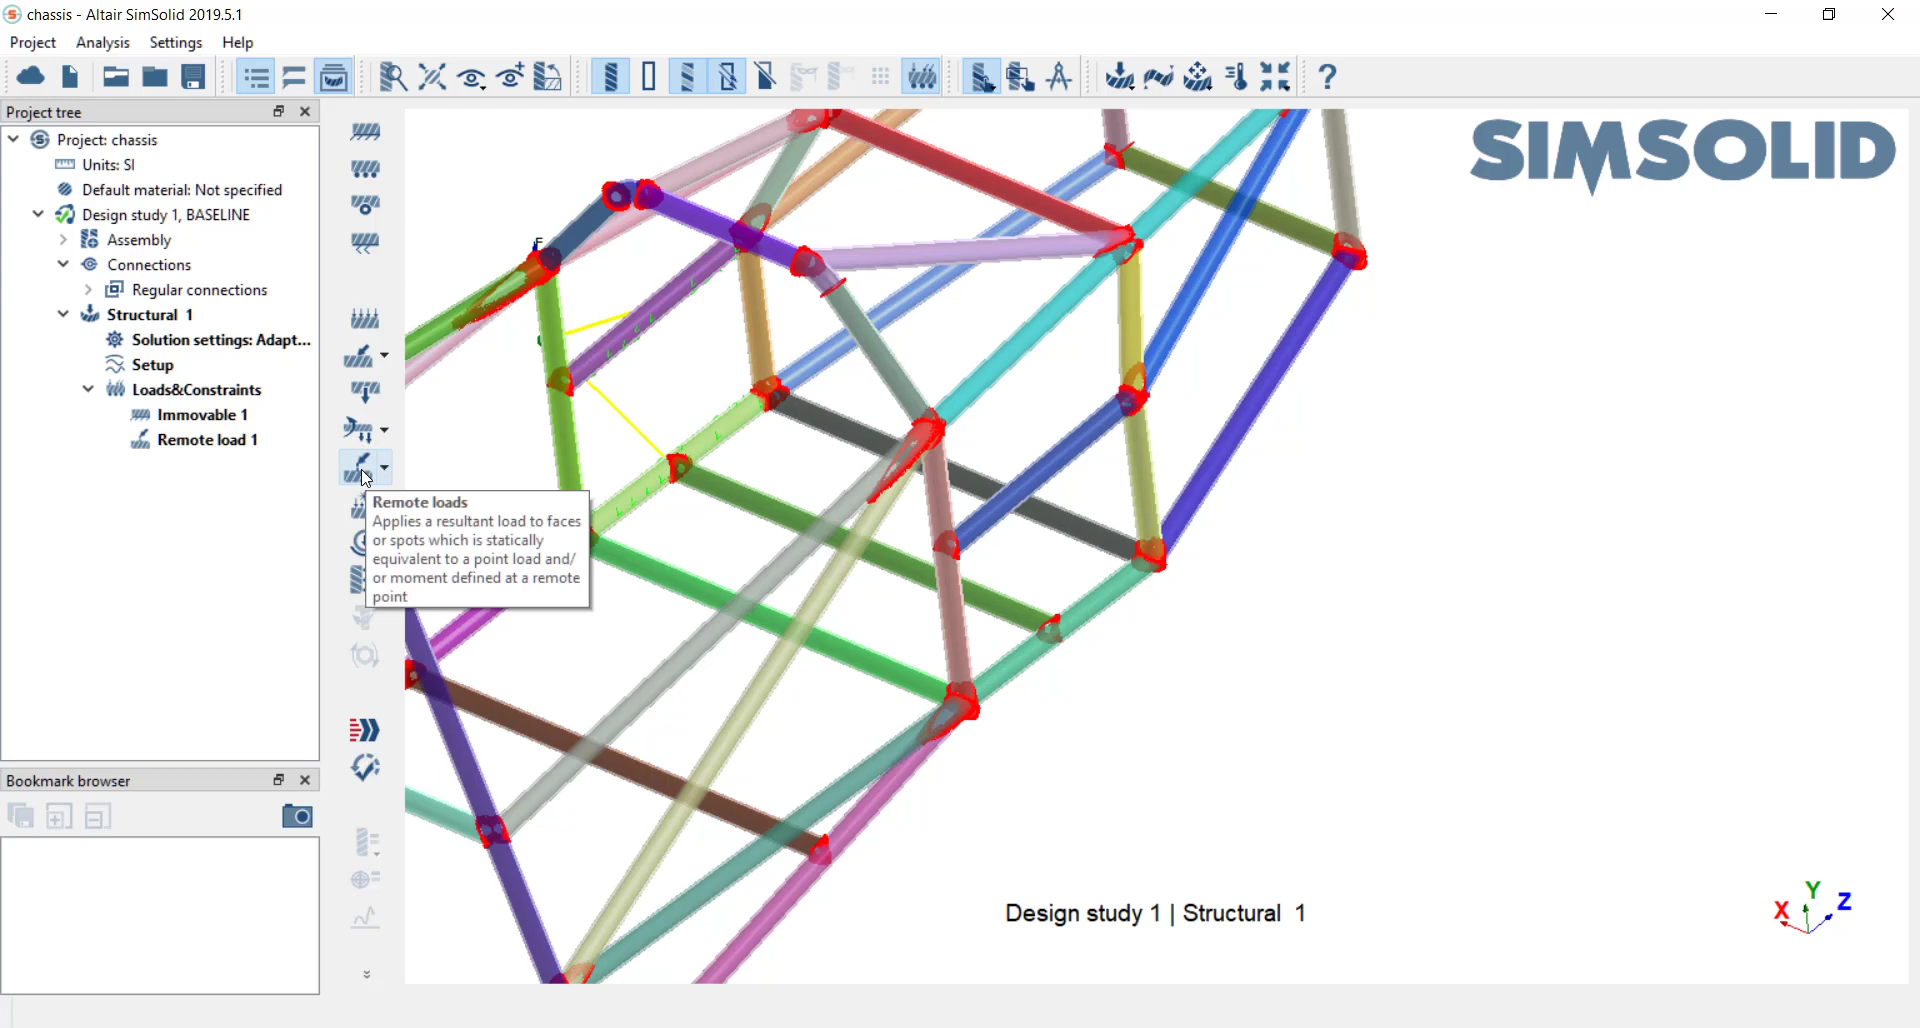 chassis - Altair SimSolid 2019.5.1
Project Analysis Settings Help
Project tree
Project: chassis
Units: SI
Default material: Not specified
Design study 1, BASELINE
Assembly
Connections
Regular connections
Structural 1
Solution settings: Adapt...
Setup
Loads&Constraints
Immovable 1
Remote load 1
Remote loads
Applies a resultant load to faces
or spots which is statically
equivalent to a point load and/
or moment defined at a remote
point
F
SIMSOLID
Bookmark browser
Design study 1 | Structural 1
X Y Z